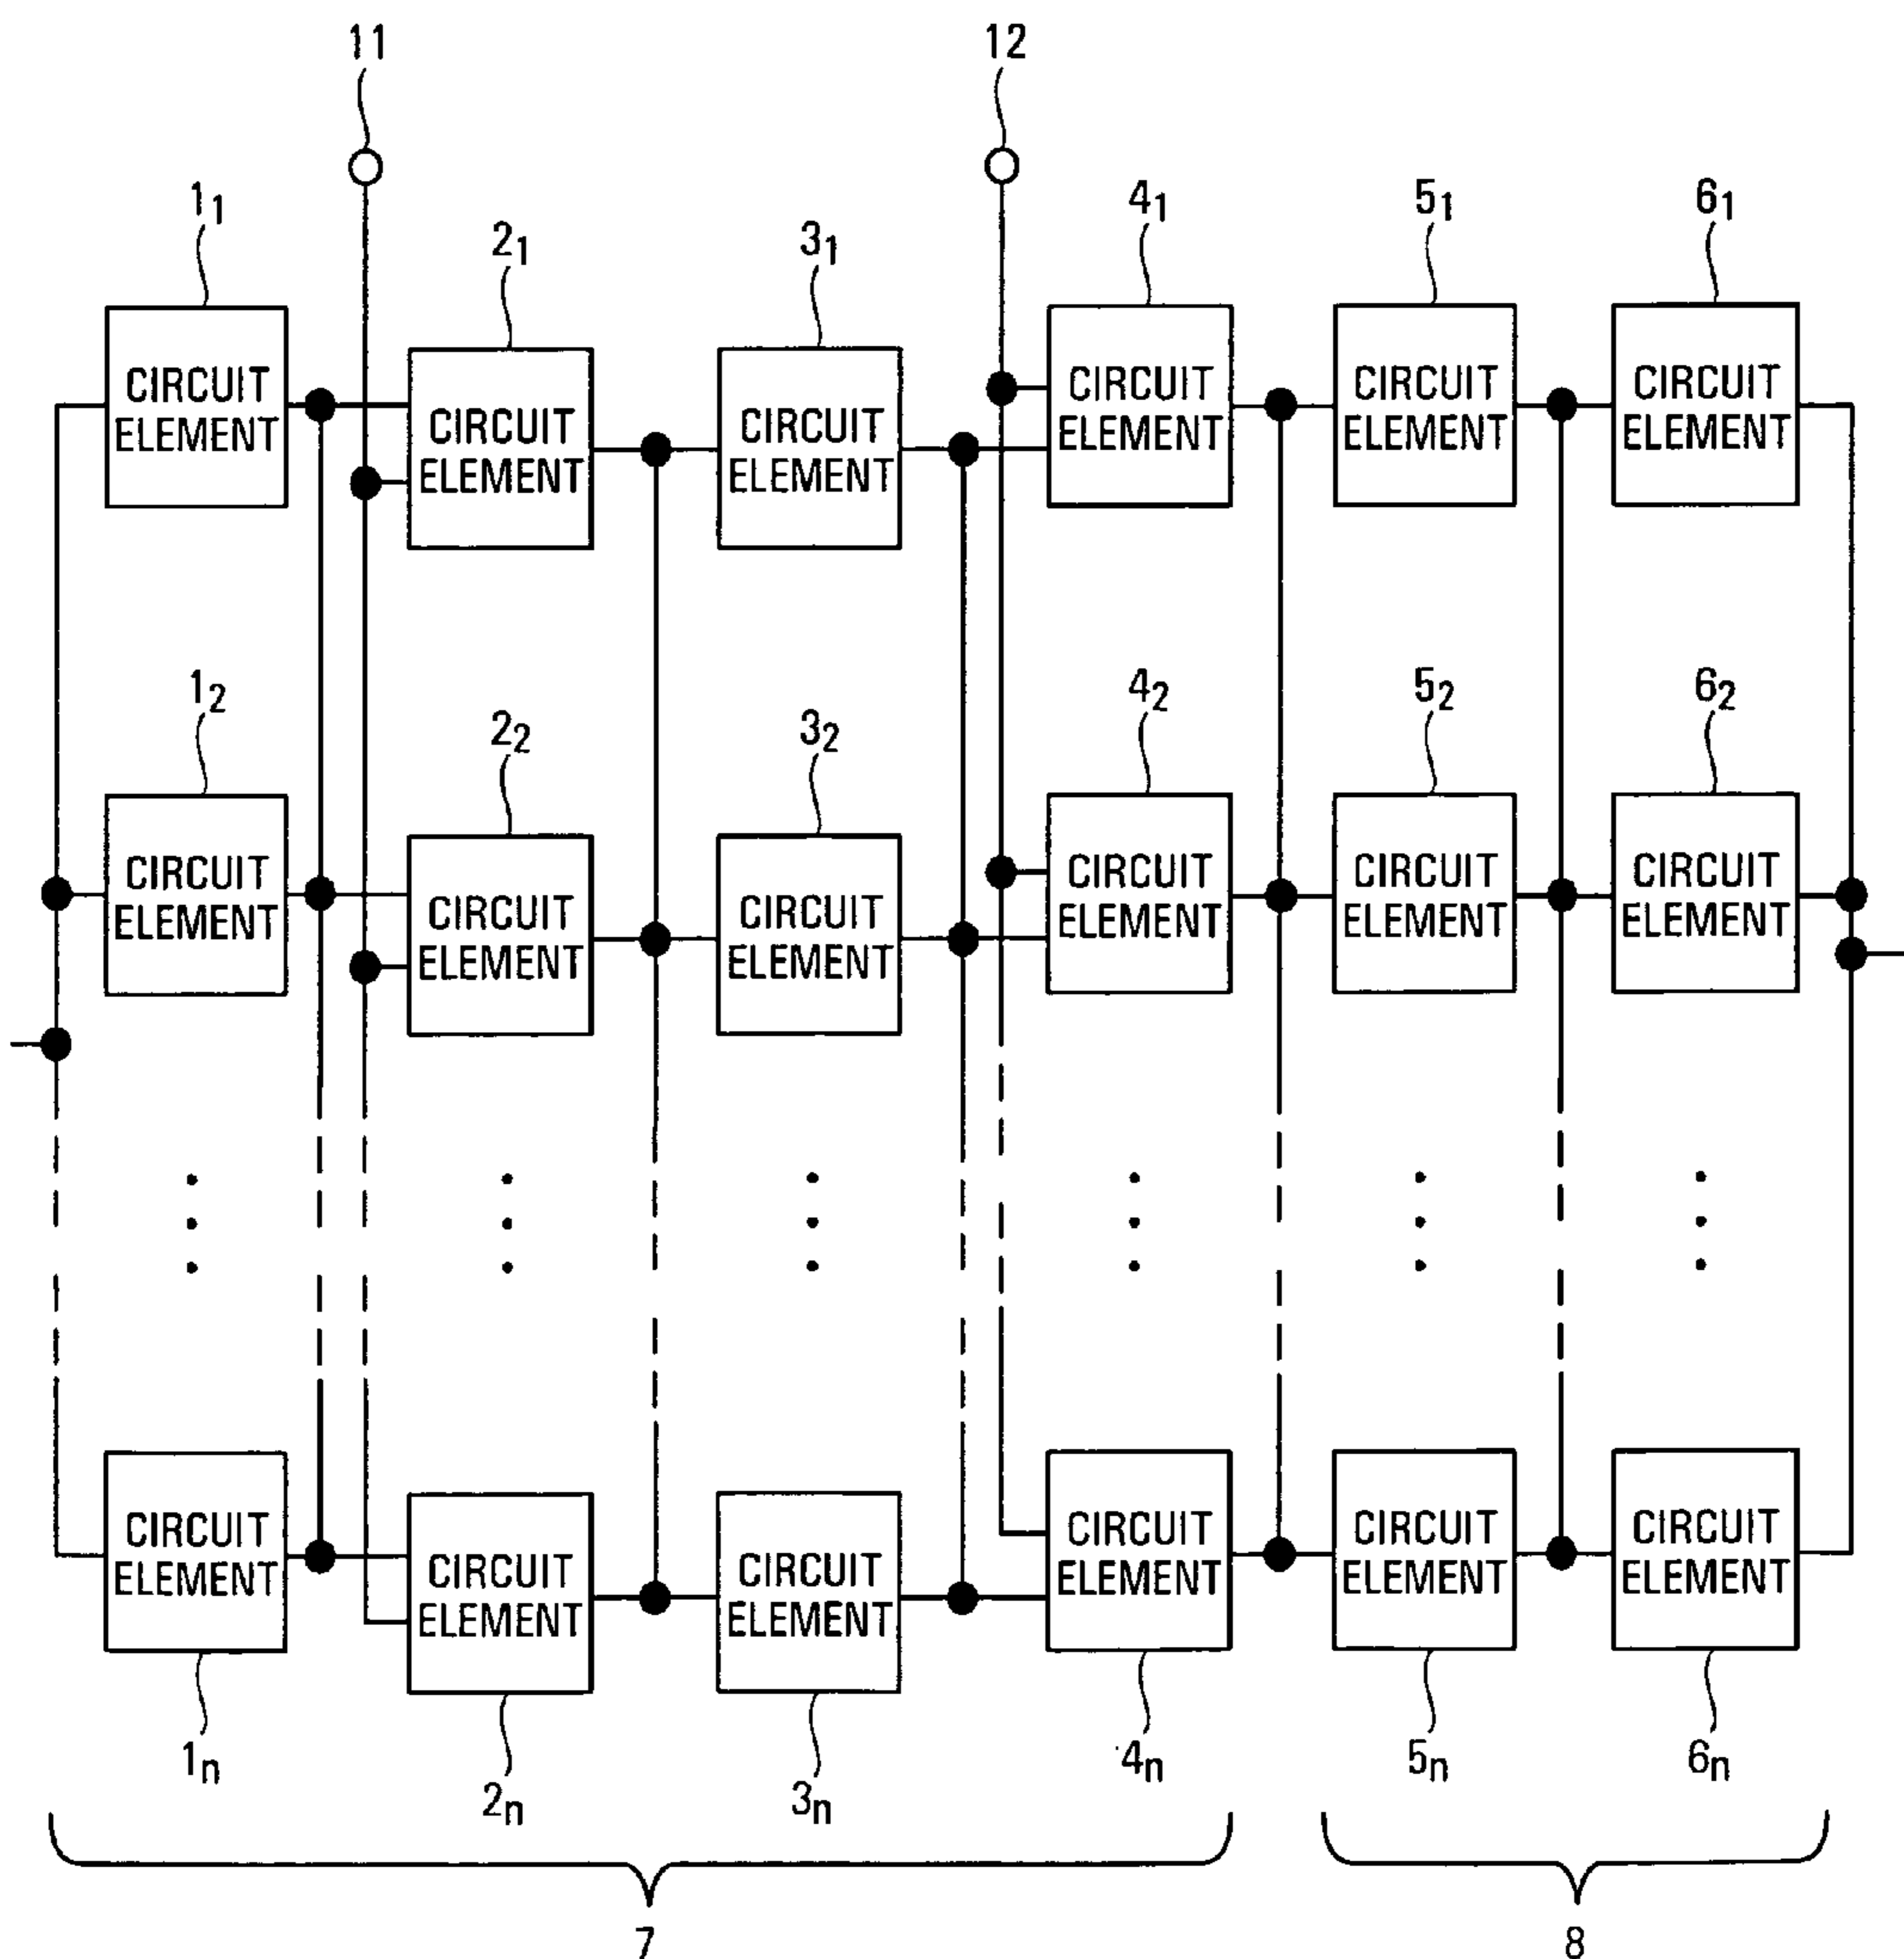 11 12
1₁ 2₁ 3₁ 4₁ 5₁ 6₁
CIRCUIT ELEMENT CIRCUIT ELEMENT CIRCUIT ELEMENT CIRCUIT ELEMENT CIRCUIT ELEMENT CIRCUIT ELEMENT
1₂ 2₂ 3₂ 4₂ 5₂ 6₂
CIRCUIT ELEMENT CIRCUIT ELEMENT CIRCUIT ELEMENT CIRCUIT ELEMENT CIRCUIT ELEMENT CIRCUIT ELEMENT
CIRCUIT ELEMENT CIRCUIT ELEMENT CIRCUIT ELEMENT CIRCUIT ELEMENT CIRCUIT ELEMENT CIRCUIT ELEMENT
1ₙ 2ₙ 3ₙ 4ₙ 5ₙ 6ₙ
7 8